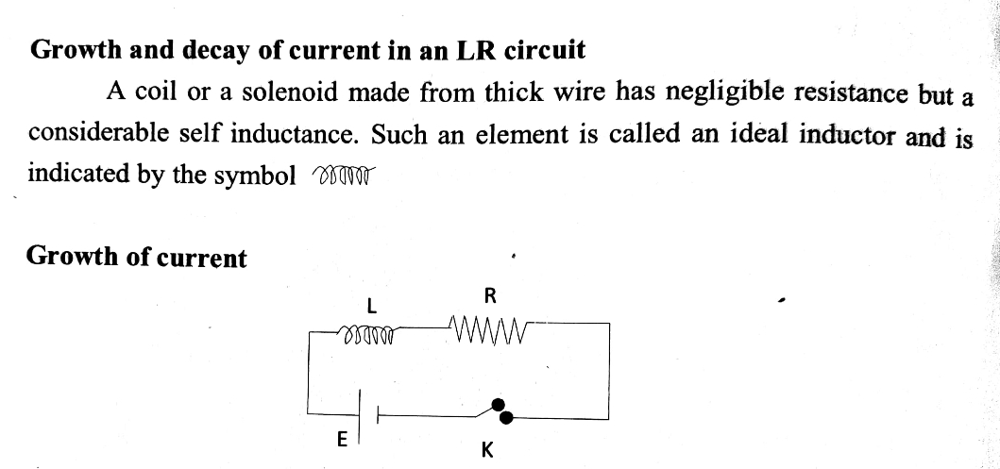 Growth and decay of current in an LR circuit
A coil or a solenoid made from thick wire has negligible resistance but a
considerable self inductance. Such an element is called an ideal inductor and is
indicated by the symbol
Growth of current
L
R
E
K